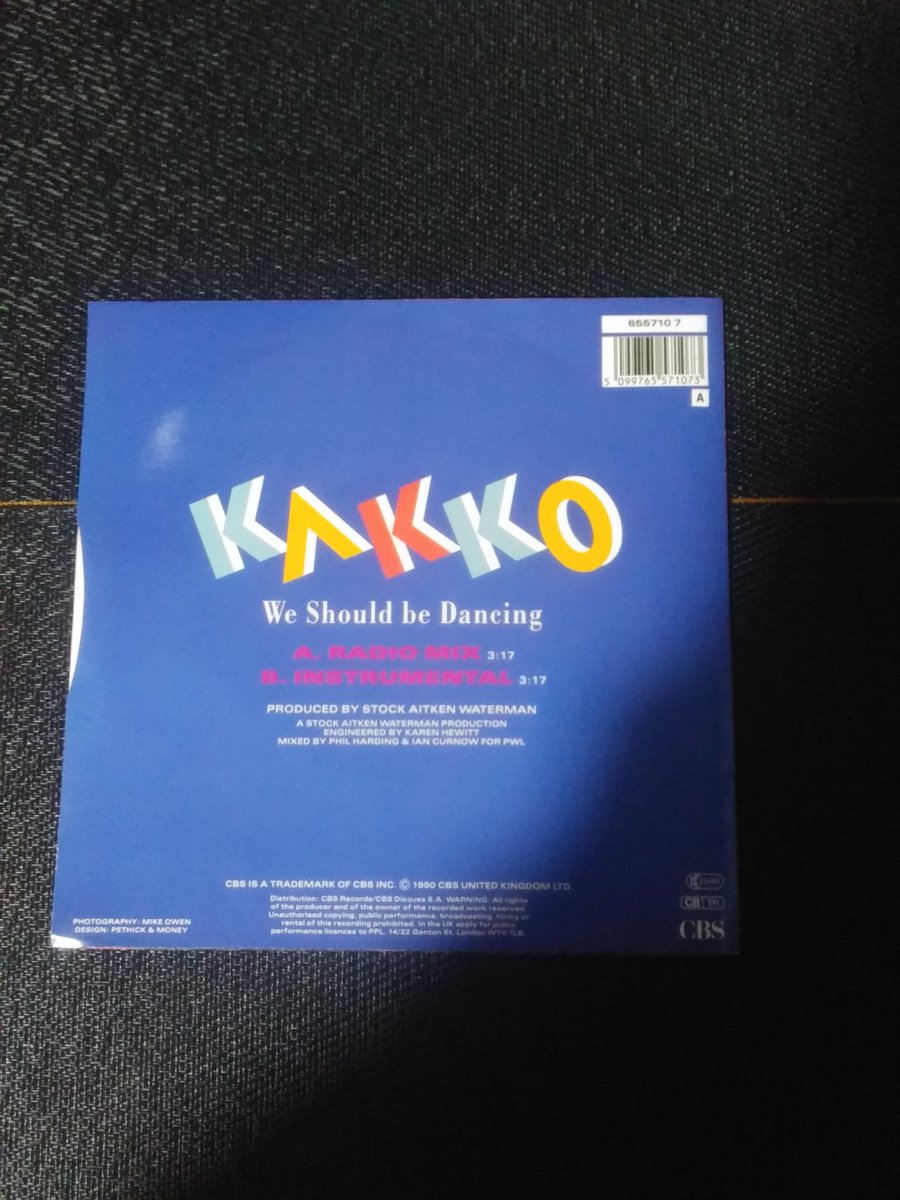 655710 7
5 099765 571073
A
KAKKO
We Should be Dancing
A. RADIO MIX 3:17
B. INSTRUMENTAL 3:17
PRODUCED BY STOCK AITKEN WATERMAN
A STOCK AITKEN WATERMAN PRODUCTION
ENGINEERED BY KAREN HEWITT
MIXED BY PHIL HARDING & IAN CURNOW FOR PWL
CBS IS A TRADEMARK OF CBS INC. © 1990 CBS UNITED KINGDOM LTD.
Distribution: CBS Records/CBS Disques S.A. WARNING: All rights
of the producer and of the owner of the recorded work reserved.
Unauthorised copying, public performance, broadcasting, hiring or
rental of this recording prohibited. In the UK apply for public
performance licences to PPL, 14/22 Ganton St, London W1V 1LB.
PHOTOGRAPHY: MIKE OWEN
DESIGN: PETHICK & MONEY
CB 111
CBS